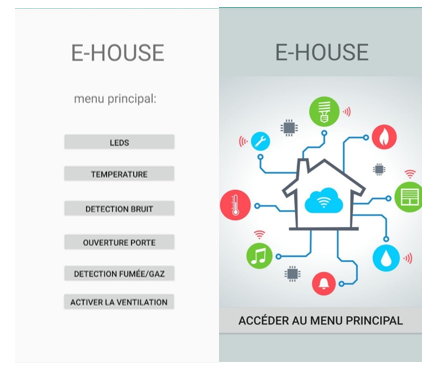 E-HOUSE
menu principal:
LEDS
TEMPERATURE
DETECTION BRUIT
OUVERTURE PORTE
DETECTION FUMÉE/GAZ
ACTIVER LA VENTILATION
E-HOUSE
ACCÉDER AU MENU PRINCIPAL